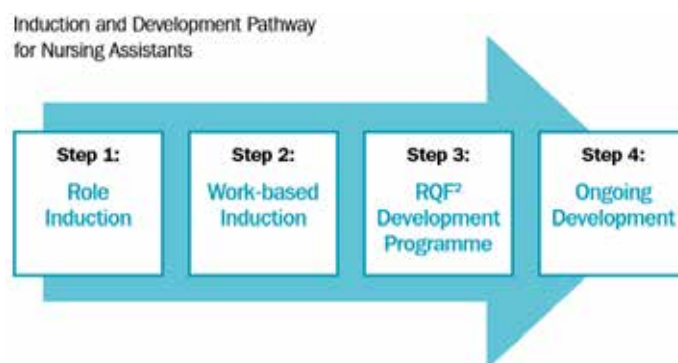 Induction and Development Pathway
for Nursing Assistants
Step 1:
Role
Induction
Step 2:
Work-based
Induction
Step 3:
RQF²
Development
Programme
Step 4:
Ongoing
Development